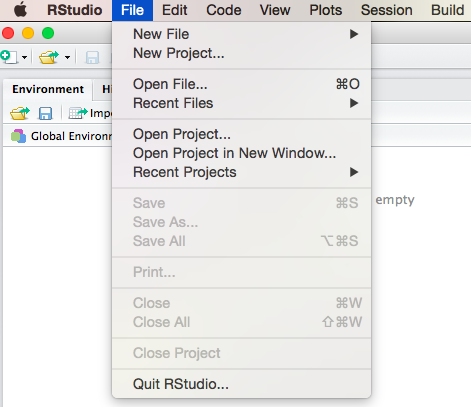 RStudio File Edit Code View Plots Session Build
New File ▶
New Project...
Open File... ⌘O
Recent Files ▶
Environment
Open Project...
Global
Open Project in New Window...
Recent Projects ▶
Save ⌘S
empty
Save As...
Save All ⌥⌘S
Print...
Close ⌘W
Close All ⇧⌘W
Close Project
Quit RStudio...